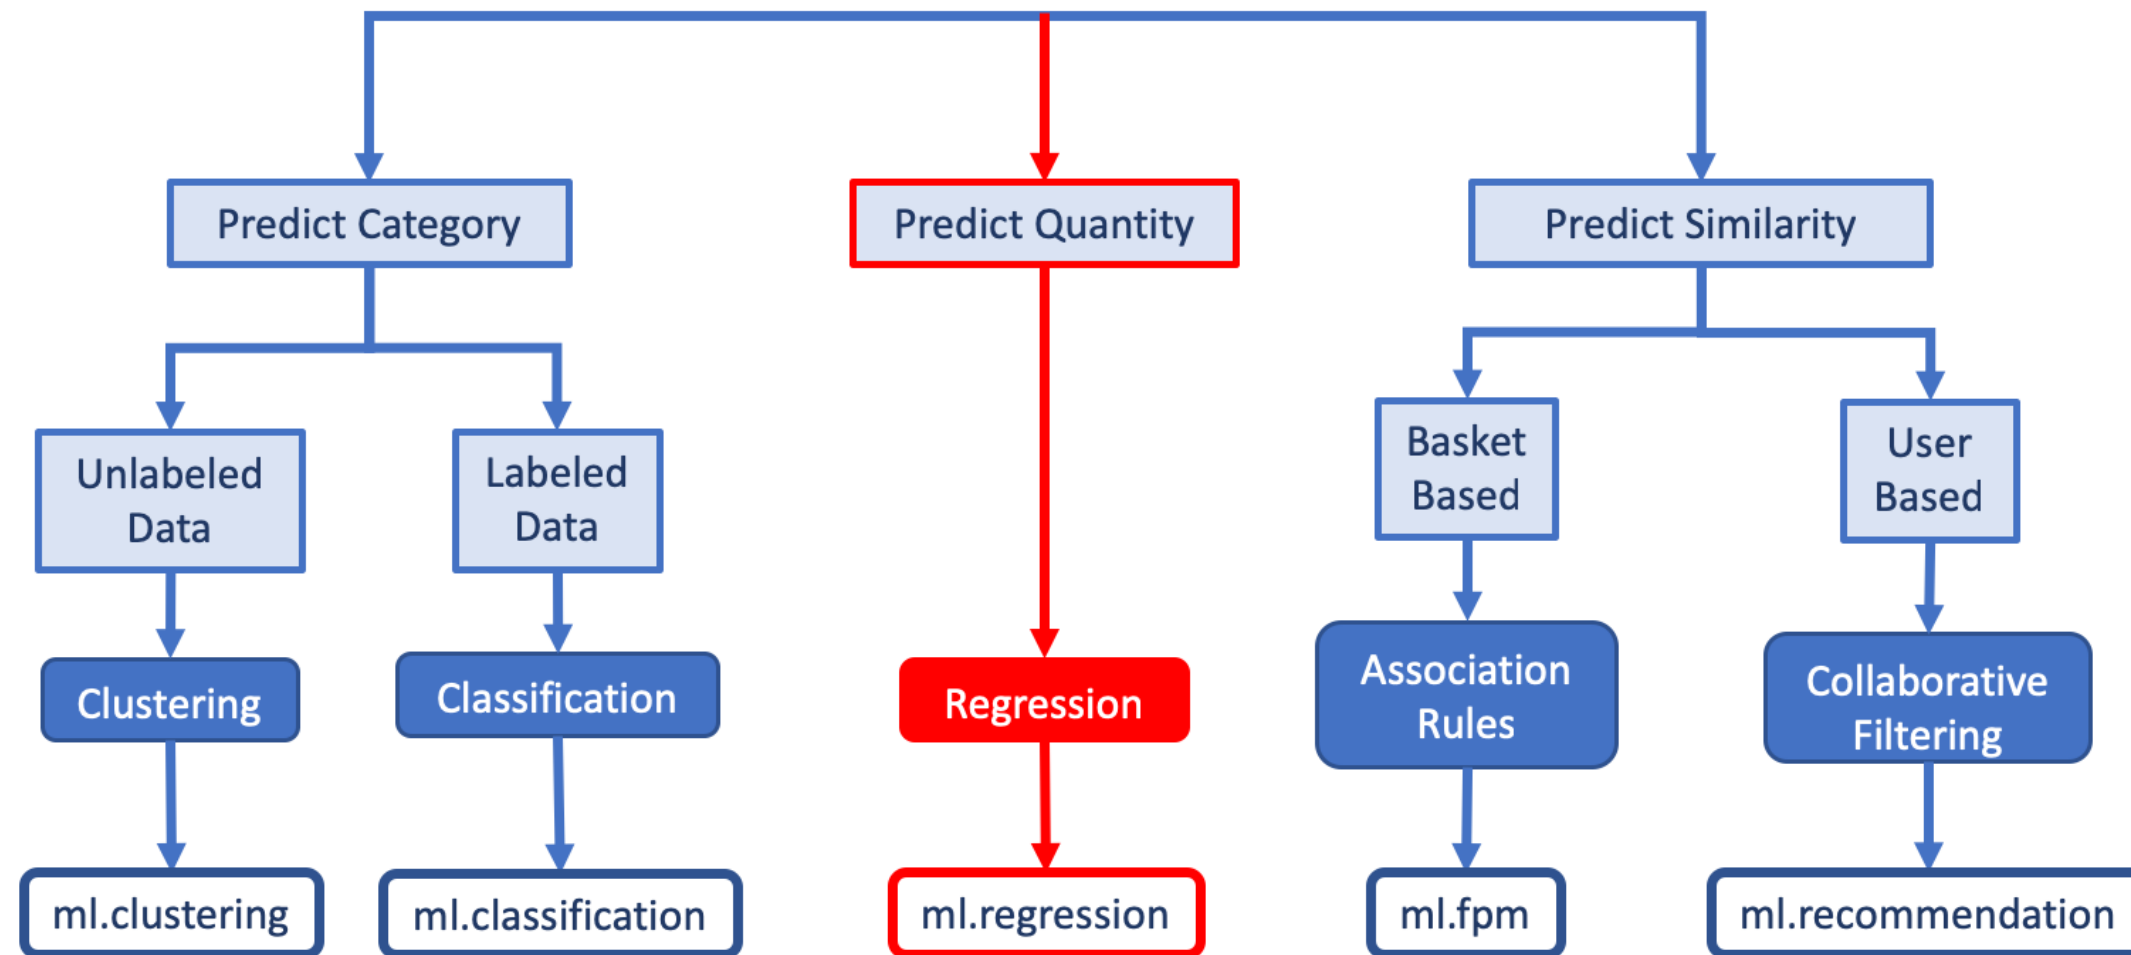 Predict Category
Predict Quantity
Predict Similarity
Unlabeled
Data
Labeled
Data
Basket
Based
User
Based
Clustering
Classification
Regression
Association
Rules
Collaborative
Filtering
ml.clustering
ml.classification
ml.regression
ml.fpm
ml.recommendation